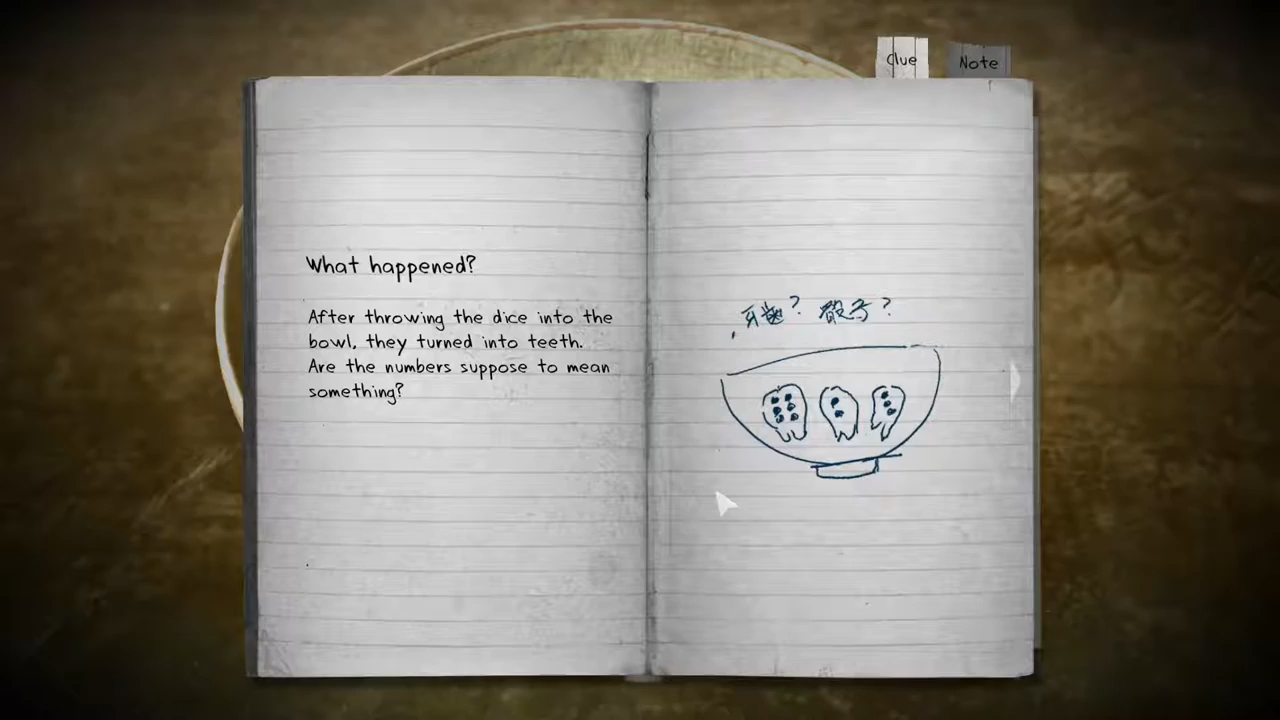 Clue
Note
What happened?
After throwing the dice into the
bowl, they turned into teeth.
Are the numbers suppose to mean
something?
牙齒? 骰子?